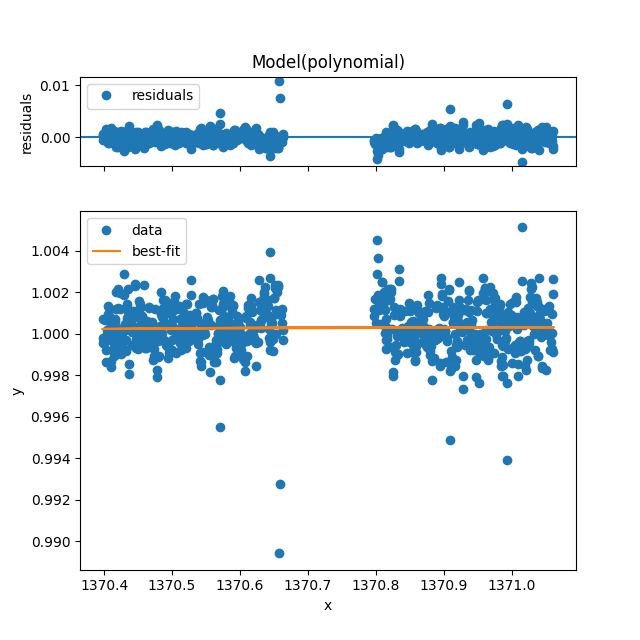 Model(polynomial)
0.01
0.00
residuals
residuals
data
best-fit
1.004
1.002
1.000
0.998
0.996
0.994
0.992
0.990
y
1370.4 1370.5 1370.6 1370.7 1370.8 1370.9 1371.0
x